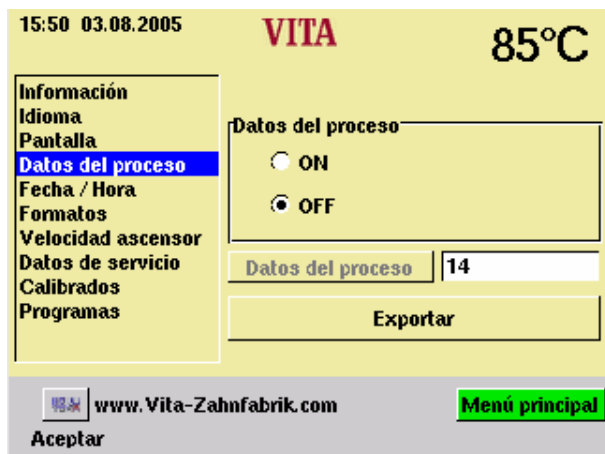 15:50 03.08.2005
VITA
85°C
Información
Idioma
Pantalla
Datos del proceso
Fecha / Hora
Formatos
Velocidad ascensor
Datos de servicio
Calibrados
Programas
Datos del proceso
ON
OFF
Datos del proceso
14
Exportar
www.Vita-Zahnfabrik.com
Menú principal
Aceptar